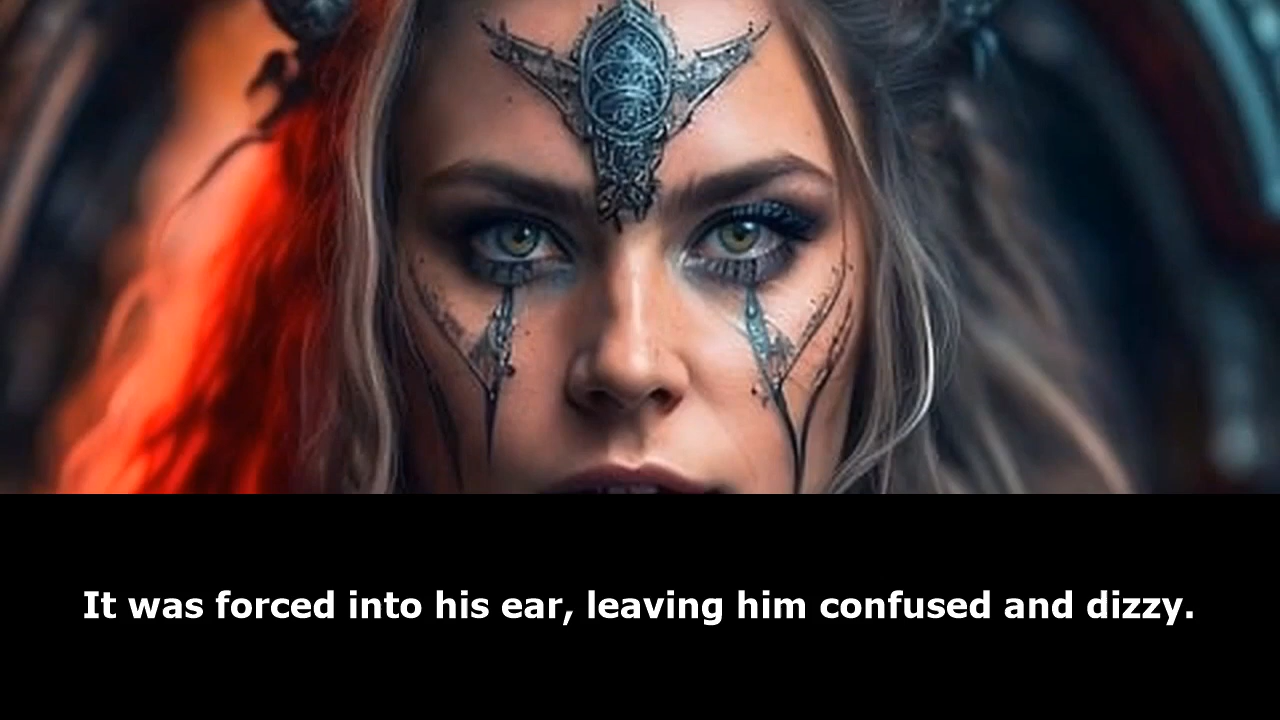 It was forced into his ear, leaving him confused and dizzy.